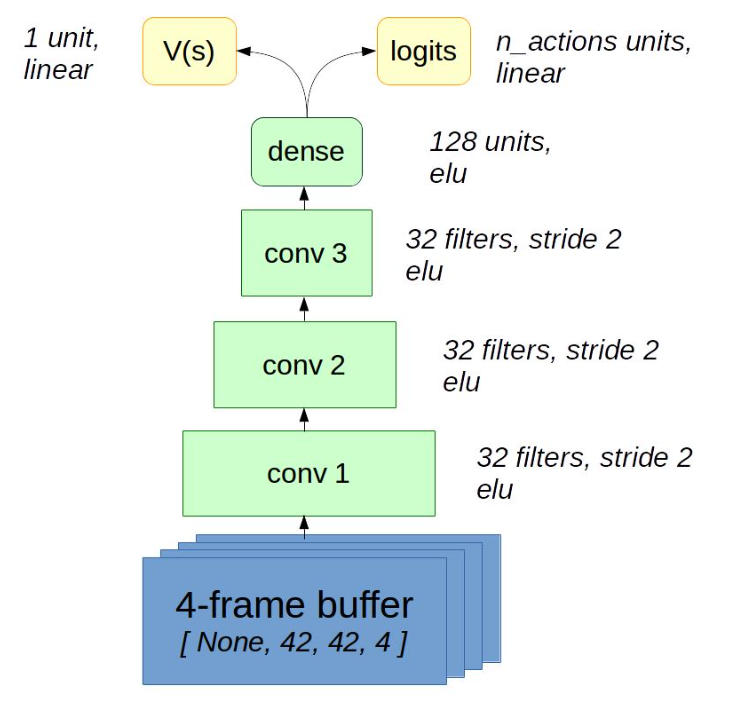 1 unit,
linear
V(s)
logits
n_actions units,
linear
dense
128 units,
elu
conv 3
32 filters, stride 2
elu
conv 2
32 filters, stride 2
elu
conv 1
32 filters, stride 2
elu
4-frame buffer
[ None, 42, 42, 4 ]